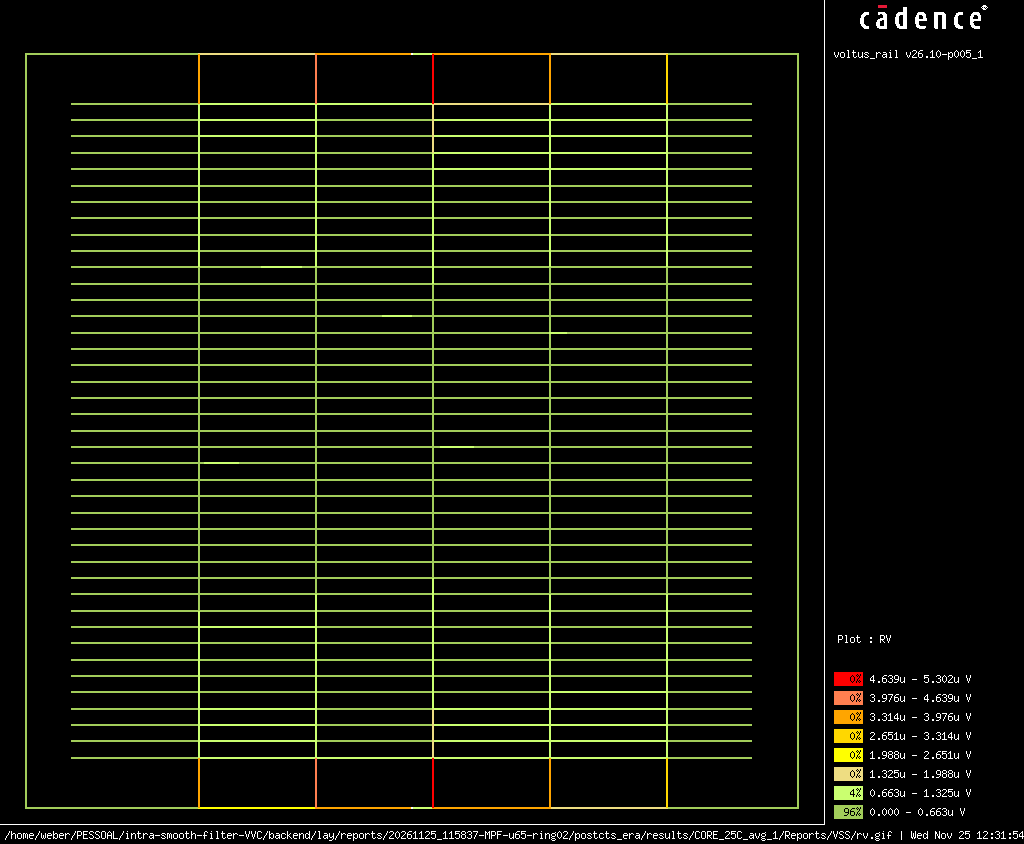 cādence®
voltus_rail v26.10-p005_1
Plot : RV
0% 4.639u - 5.302u V
0% 3.976u - 4.639u V
0% 3.314u - 3.976u V
0% 2.651u - 3.314u V
0% 1.988u - 2.651u V
0% 1.325u - 1.988u V
4% 0.663u - 1.325u V
96% 0.000 - 0.663u V
/home/weber/PESSOAL/intra-smooth-filter-VVC/backend/lay/reports/20261125_115837-MPF-u65-ring02/postcts_era/results/CORE_25C_avg_1/Reports/VSS/rv.gif | Wed Nov 25 12:31:54